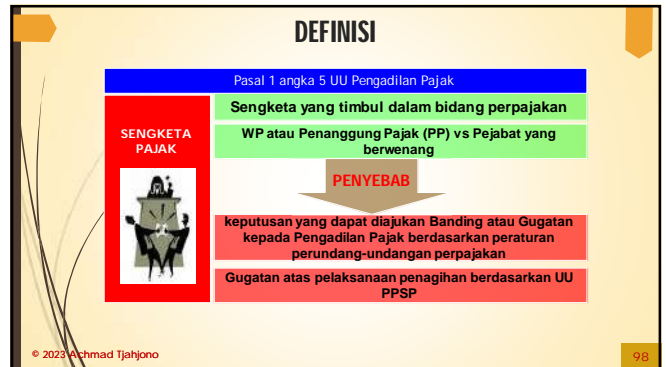 DEFINISI
Pasal 1 angka 5 UU Pengadilan Pajak
SENGKETA
PAJAK
Sengketa yang timbul dalam bidang perpajakan
WP atau Penanggung Pajak (PP) vs Pejabat yang
berwenang
PENYEBAB
keputusan yang dapat diajukan Banding atau Gugatan
kepada Pengadilan Pajak berdasarkan peraturan
perundang-undangan perpajakan
Gugatan atas pelaksanaan penagihan berdasarkan UU
PPSP
© 2023 Achmad Tjahjono
98